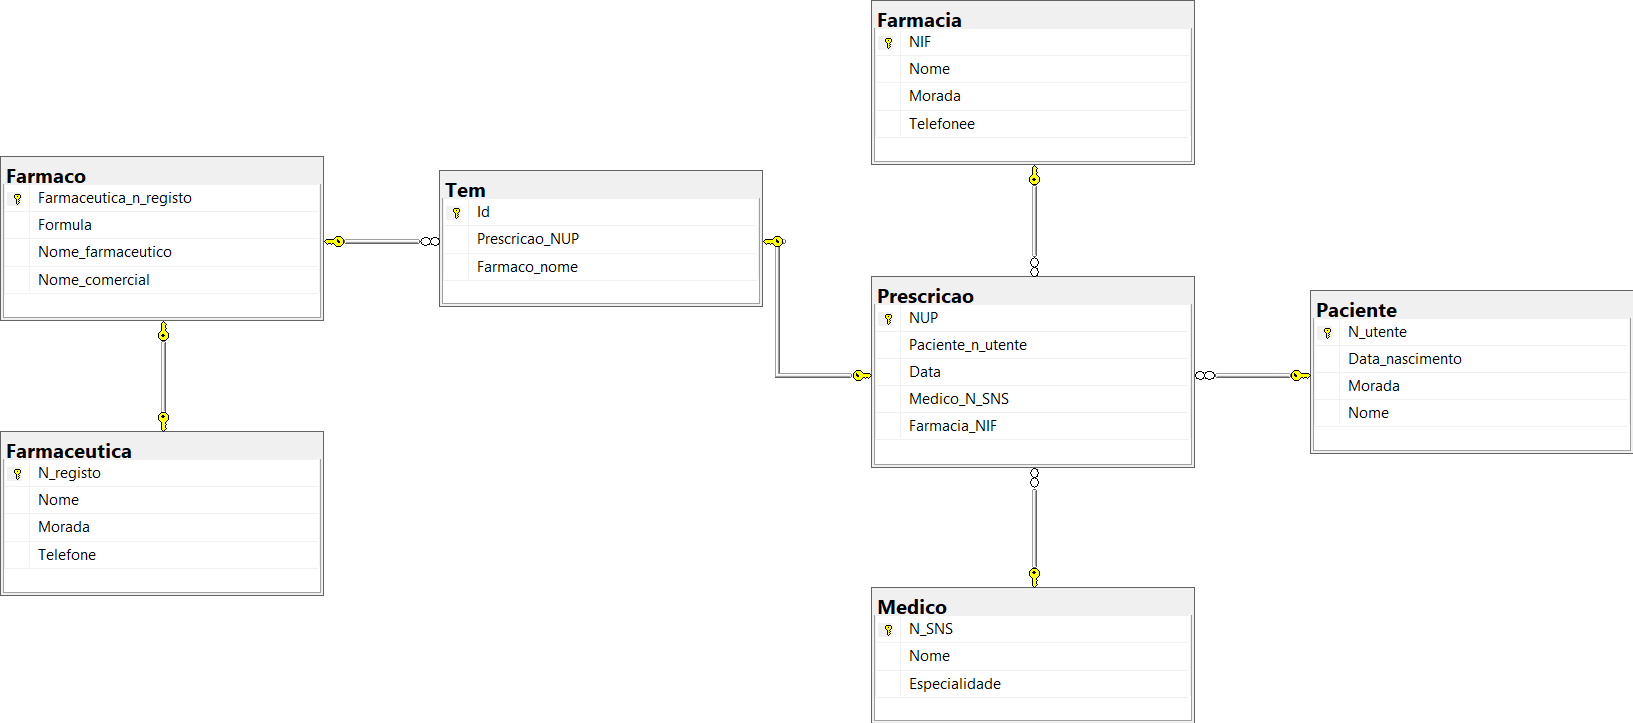 Farmacia
NIF
Nome
Morada
Telefonee
Farmaco
Farmaceutica_n_registo
Formula
Nome_farmaceutico
Nome_comercial
Tem
Id
Prescricao_NUP
Farmaco_nome
Prescricao
NUP
Paciente_n_utente
Data
Medico_N_SNS
Farmacia_NIF
Paciente
N_utente
Data_nascimento
Morada
Nome
Farmaceutica
N_registo
Nome
Morada
Telefone
Medico
N_SNS
Nome
Especialidade